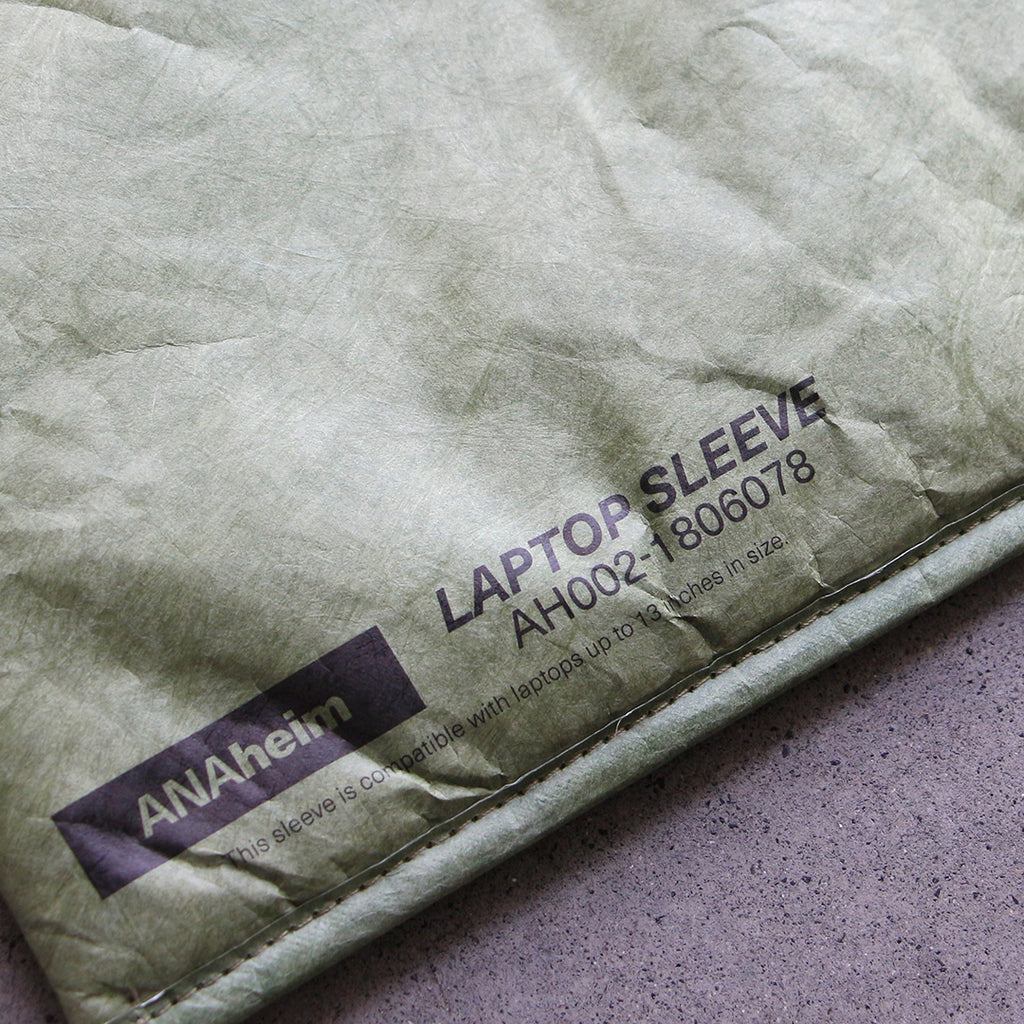 LAPTOP SLEEVE
AH002-1806078
ANAheim
This sleeve is compatible with laptops up to 13 inches in size.